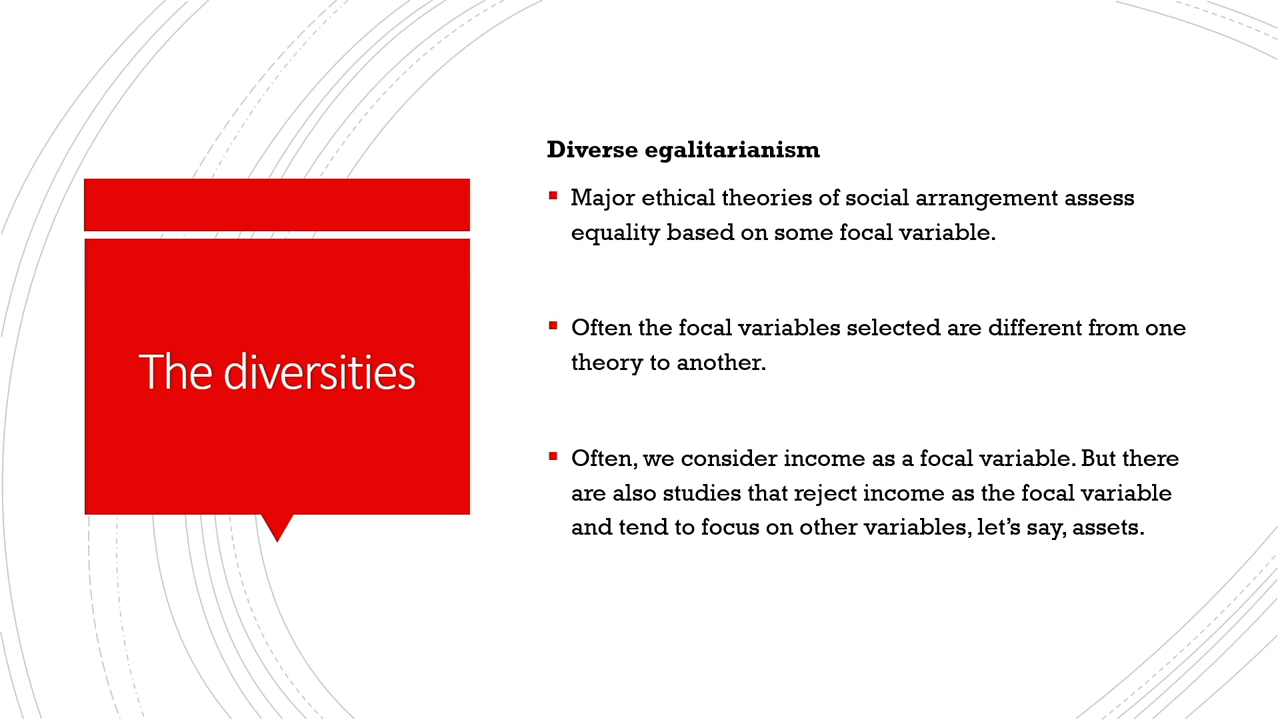 The diversities
Diverse egalitarianism
Major ethical theories of social arrangement assess
equality based on some focal variable.
Often the focal variables selected are different from one
theory to another.
Often, we consider income as a focal variable. But there
are also studies that reject income as the focal variable
and tend to focus on other variables, let’s say, assets.